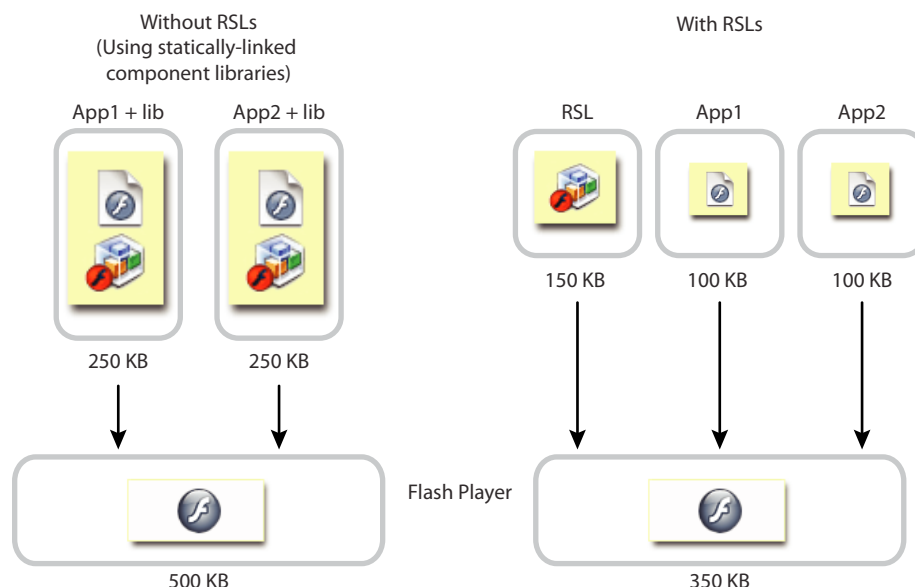 Without RSLs
(Using statically-linked
component libraries)
App1 + lib
App2 + lib
250 KB
250 KB
500 KB
Flash Player
With RSLs
RSL
App1
App2
150 KB
100 KB
100 KB
350 KB